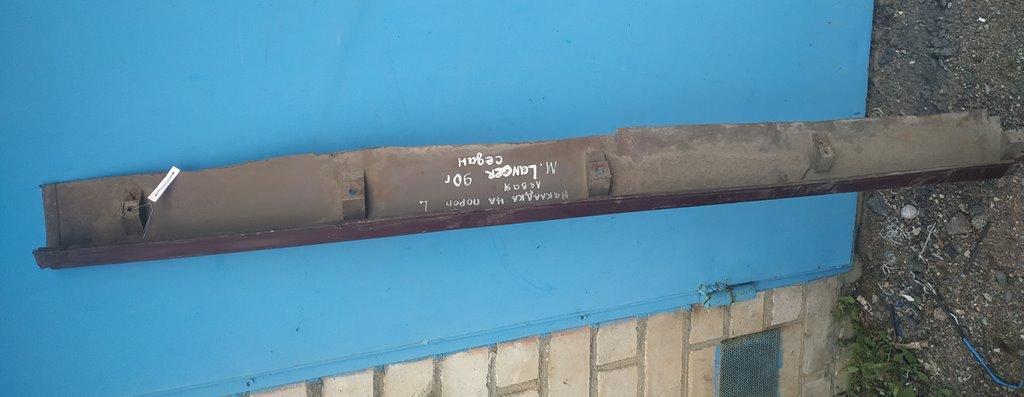 НАКЛАДКА НА ПОРОГ L
ЛЕВАЯ
M. LANCER 90г
седан